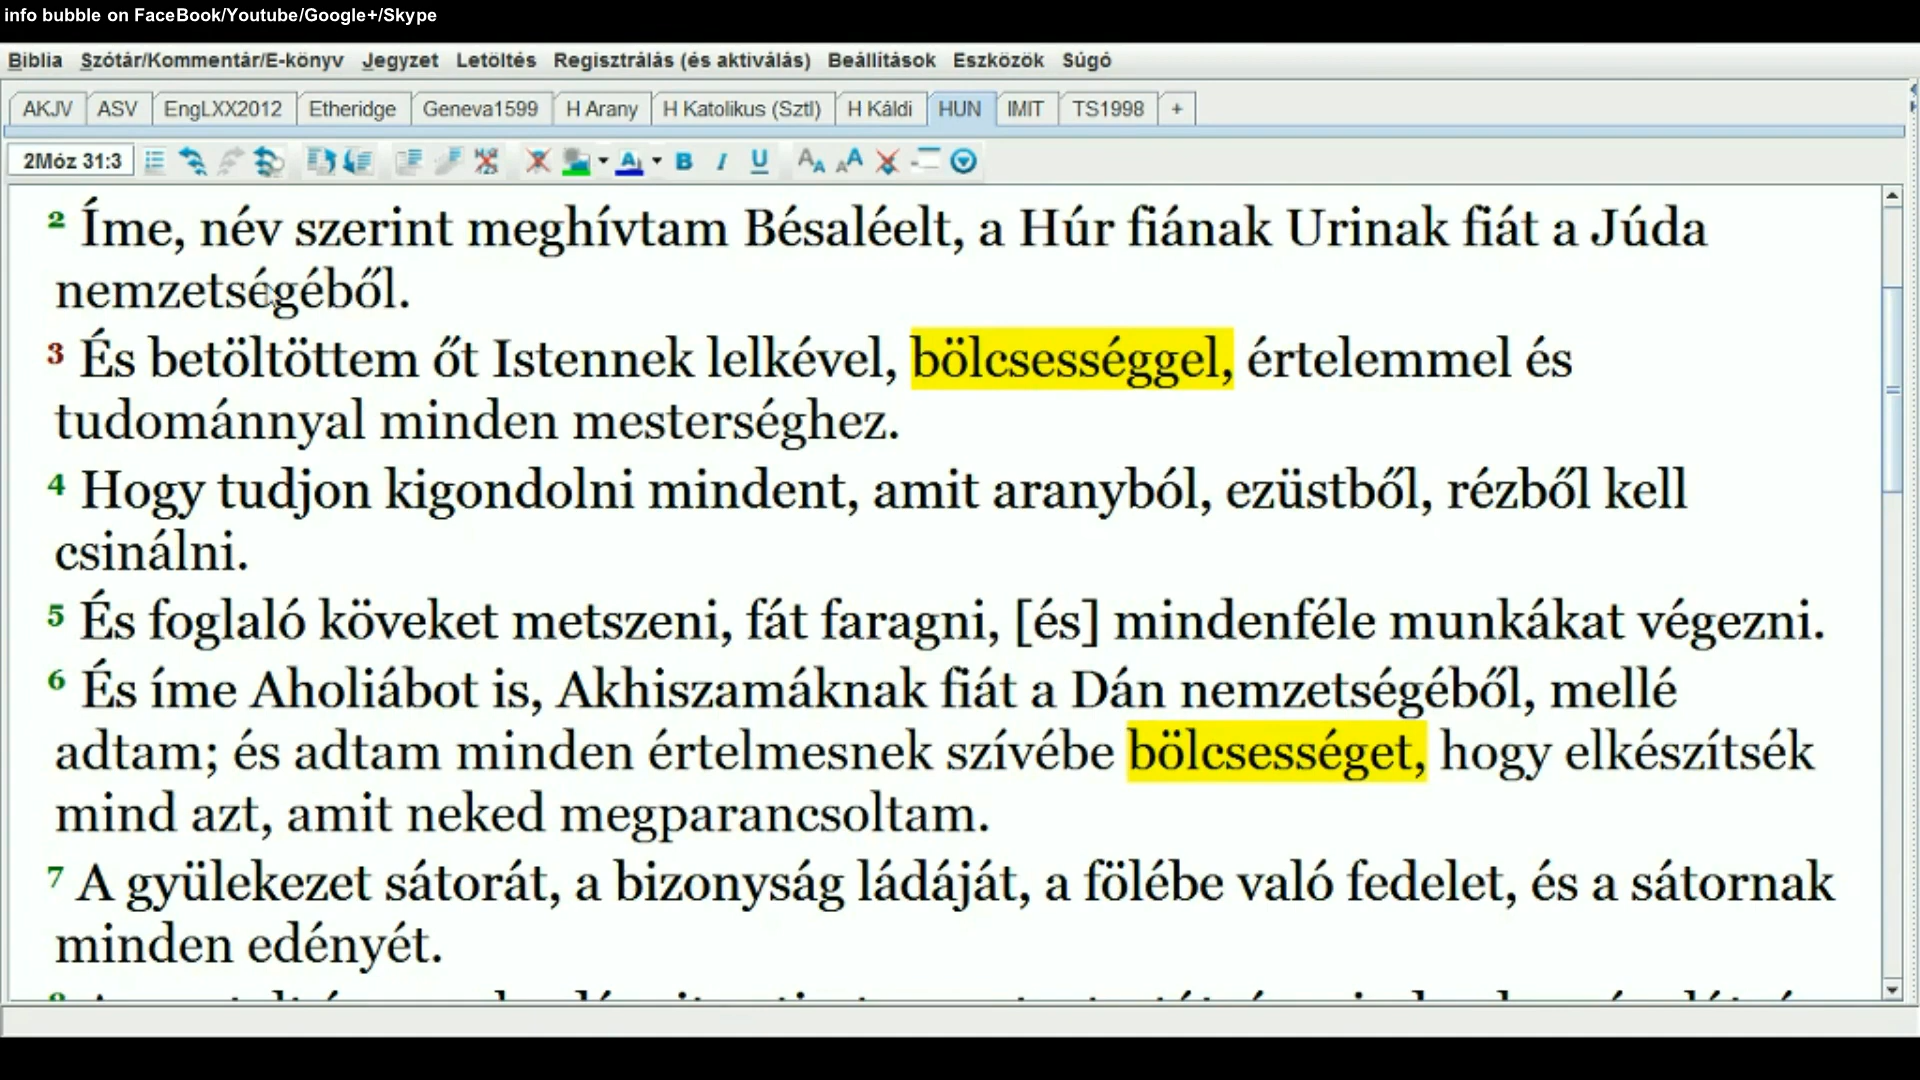 info bubble on FaceBook/Youtube/Google+/Skype
Biblia Szótár/Kommentár/E-könyv Jegyzet Letöltés Regisztrálás (és aktiválás) Beállítások Eszközök Súgó
AKJV ASV EngLXX2012 Etheridge Geneva1599 H Arany H Katolikus (Sztl) H Káldi HUN IMIT TS1998 +
2Móz 31:3 A B I U AA AA
2 Íme, név szerint meghívtam Bésaléelt, a Húr fiának Urinak fiát a Júda
nemzetségéből.
3 És betöltöttem őt Istennek lelkével, bölcsességgel, értelemmel és
tudománnyal minden mesterséghez.
4 Hogy tudjon kigondolni mindent, amit aranyból, ezüstből, rézből kell
csinálni.
5 És foglaló köveket metszeni, fát faragni, [és] mindenféle munkákat végezni.
6 És íme Aholiábot is, Akhiszamáknak fiát a Dán nemzetségéből, mellé
adtam; és adtam minden értelmesnek szívébe bölcsességet, hogy elkészítsék
mind azt, amit neked megparancsoltam.
7 A gyülekezet sátorát, a bizonyság ládáját, a fölébe való fedelet, és a sátornak
minden edényét.